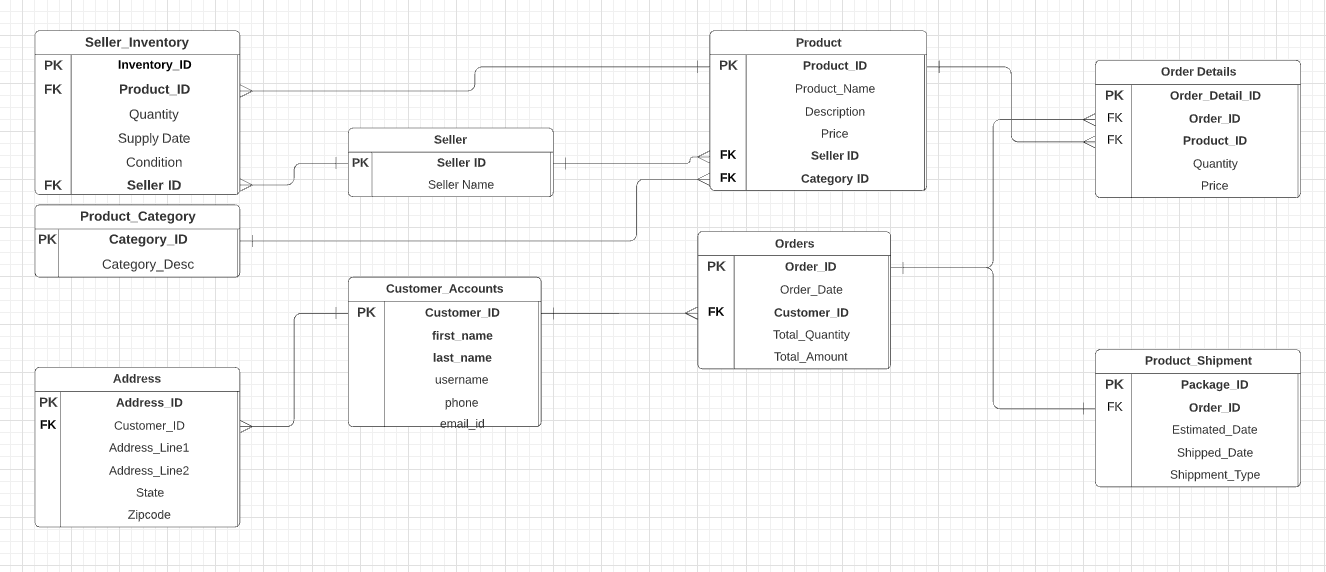 Seller_Inventory
PK Inventory_ID
FK Product_ID
Quantity
Supply Date
Condition
FK Seller ID
Product_Category
PK Category_ID
Category_Desc
Address
PK Address_ID
FK Customer_ID
Address_Line1
Address_Line2
State
Zipcode
Seller
PK Seller ID
Seller Name
Customer_Accounts
PK Customer_ID
first_name
last_name
username
phone
email_id
Product
PK Product_ID
Product_Name
Description
Price
FK Seller ID
FK Category ID
Orders
PK Order_ID
Order_Date
FK Customer_ID
Total_Quantity
Total_Amount
Order Details
PK Order_Detail_ID
FK Order_ID
FK Product_ID
Quantity
Price
Product_Shipment
PK Package_ID
FK Order_ID
Estimated_Date
Shipped_Date
Shippment_Type